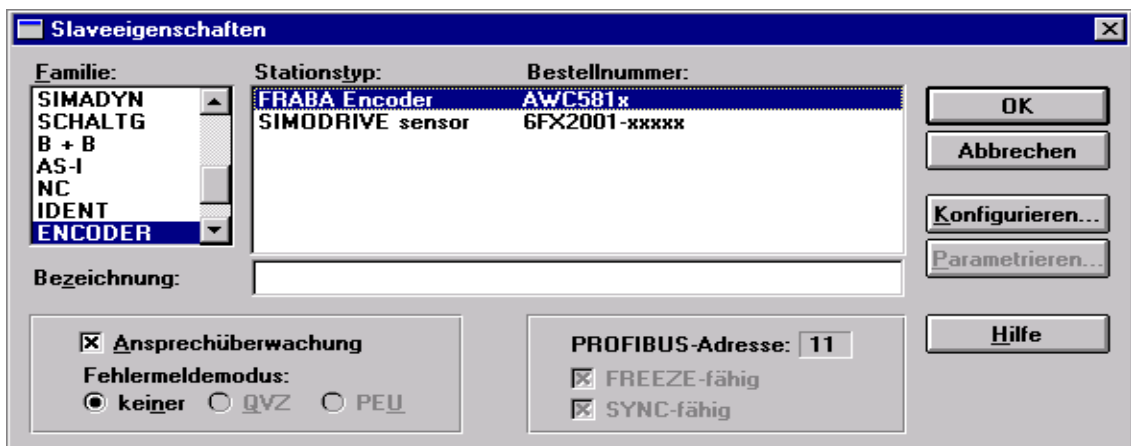 Slaveeigenschaften
Familie: Stationstyp: Bestellnummer:
SIMADYN
SCHALTG
B + B
AS-I
NC
IDENT
ENCODER
FRABA Encoder AWC581x
SIMODRIVE sensor 6FX2001-xxxxx
OK
Abbrechen
Konfigurieren...
Parametrieren...
Hilfe
Bezeichnung:
Ansprechüberwachung
Fehlermeldemodus:
keiner QVZ PEU
PROFIBUS-Adresse: 11
FREEZE-fähig
SYNC-fähig